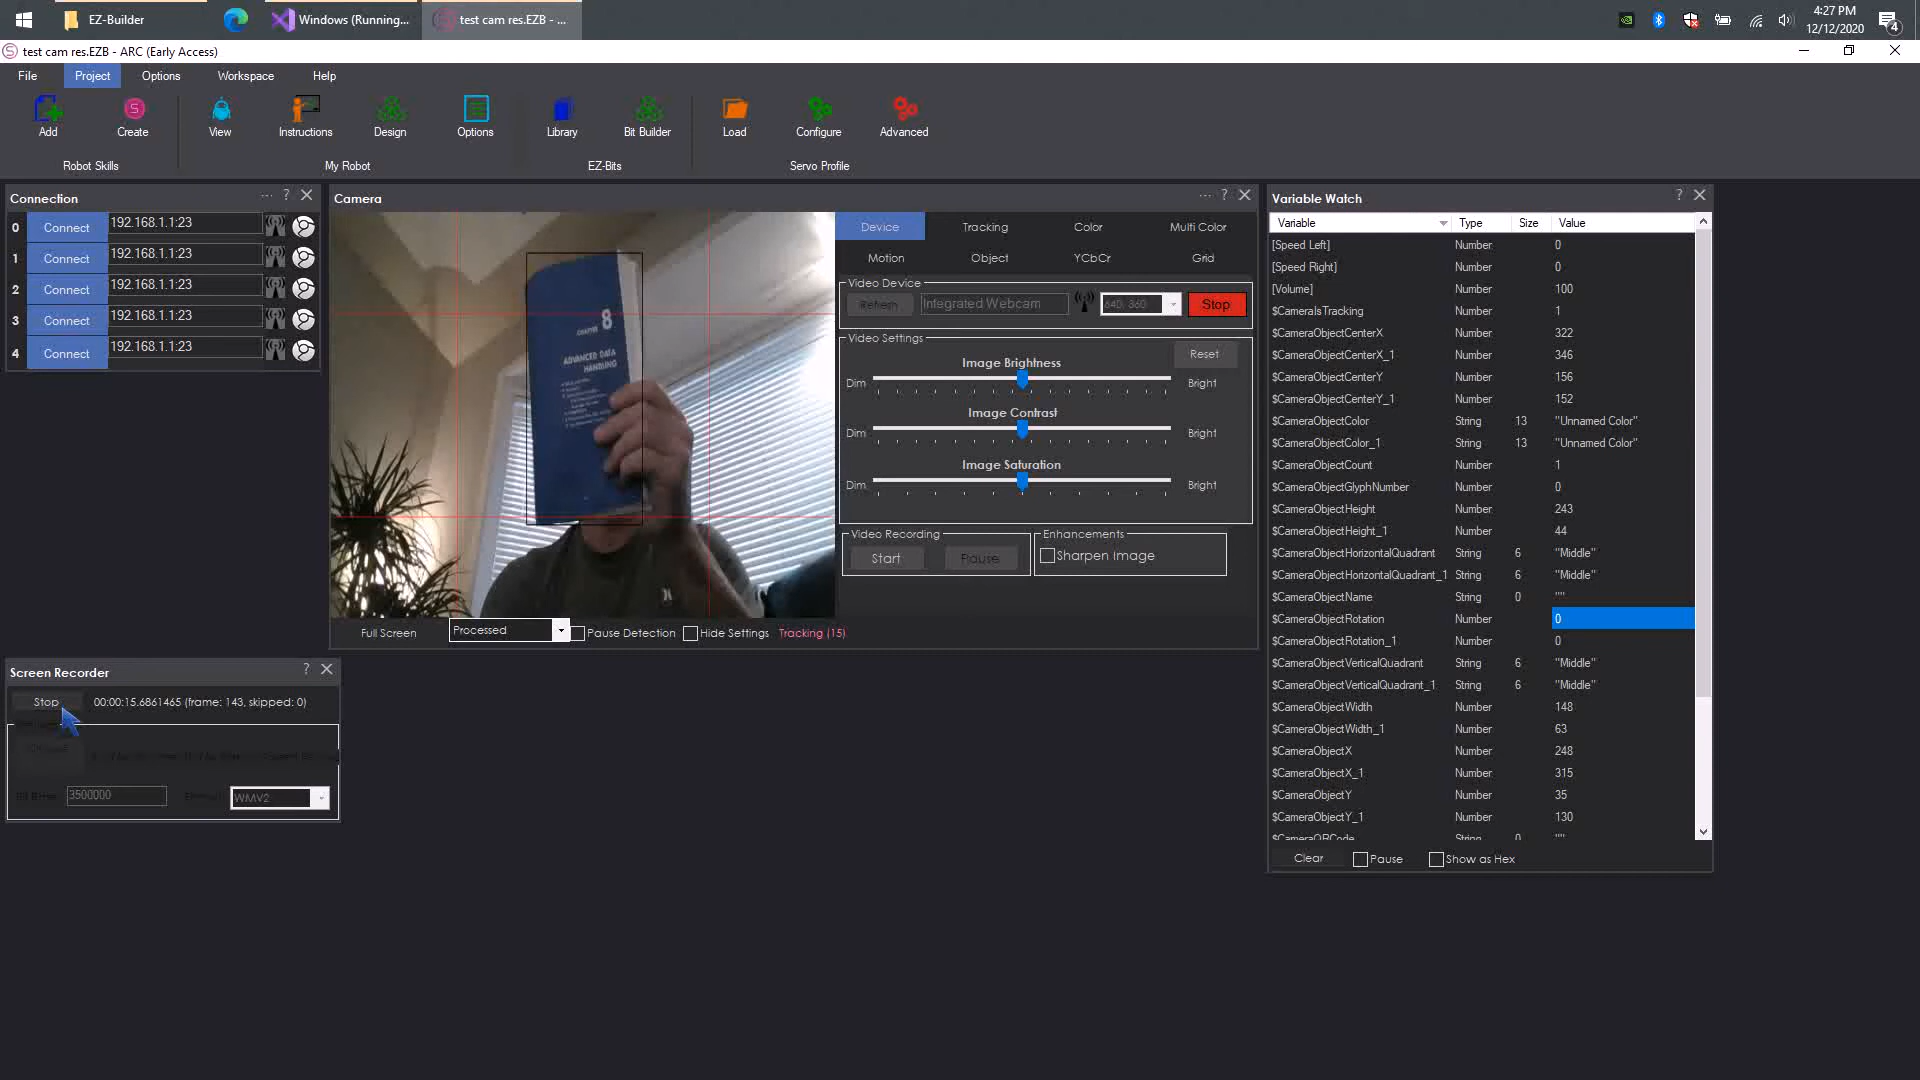 EZ-Builder
Windows (Running...
test cam res.EZB - ...
4:27 PM
12/12/2020
4
test cam res.EZB - ARC (Early Access)
File Project Options Workspace Help
Add Create View Instructions Design Options Library Bit Builder Load Configure Advanced
Robot Skills My Robot EZ-Bits Servo Profile
Connection ... ?
0 Connect 192.168.1.1:23
1 Connect 192.168.1.1:23
2 Connect 192.168.1.1:23
3 Connect 192.168.1.1:23
4 Connect 192.168.1.1:23
Camera ... ?
CHAPTER 8
ADVANCED DATA
HANDLING
Full Screen Processed Pause Detection Hide Settings Tracking (15)
Device Tracking Color Multi Color
Motion Object YCbCr Grid
Video Device
Refresh Integrated Webcam 640, 360 Stop
Video Settings
Reset
Image Brightness
Dim Bright
Image Contrast
Dim Bright
Image Saturation
Dim Bright
Video Recording
Start Pause
Enhancements
Sharpen Image
Screen Recorder ?
Stop 00:00:15.6861465 (frame: 143, skipped: 0)
3500000 WMV2
Variable Watch ?
Variable Type Size Value
[Speed Left] Number 0
[Speed Right] Number 0
[Volume] Number 100
$CameraIsTracking Number 1
$CameraObjectCenterX Number 322
$CameraObjectCenterX_1 Number 346
$CameraObjectCenterY Number 156
$CameraObjectCenterY_1 Number 152
$CameraObjectColor String 13 "Unnamed Color"
$CameraObjectColor_1 String 13 "Unnamed Color"
$CameraObjectCount Number 1
$CameraObjectGlyphNumber Number 0
$CameraObjectHeight Number 243
$CameraObjectHeight_1 Number 44
$CameraObjectHorizontalQuadrant String 6 "Middle"
$CameraObjectHorizontalQuadrant_1 String 6 "Middle"
$CameraObjectName String 0 ""
$CameraObjectRotation Number 0
$CameraObjectRotation_1 Number 0
$CameraObjectVerticalQuadrant String 6 "Middle"
$CameraObjectVerticalQuadrant_1 String 6 "Middle"
$CameraObjectWidth Number 148
$CameraObjectWidth_1 Number 63
$CameraObjectX Number 248
$CameraObjectX_1 Number 315
$CameraObjectY Number 35
$CameraObjectY_1 Number 130
$CameraQRCode String 0 ""
Clear Pause Show as Hex